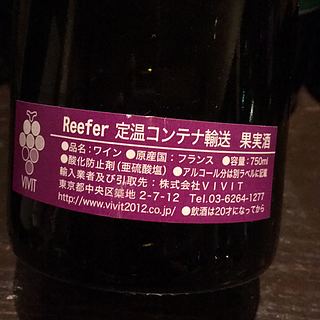 Reefer 定温コンテナ輸送 果実酒
●品名:ワイン ●原産国:フランス ●容量:750ml
●酸化防止剤(亜硫酸塩) ●アルコール分は別ラベルに記載
輸入業者及び引取先:株式会社VIVIT
東京都中央区築地 2-7-12 Tel.03-6264-1277
http://www.vivit2012.co.jp/ ●飲酒は20才になってから
VIVIT